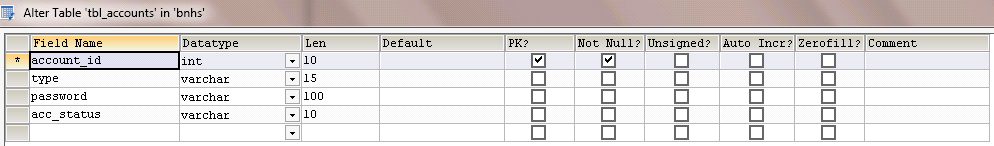 Alter Table 'tbl_accounts' in 'bnhs'
Field Name Datatype Len Default PK? Not Null? Unsigned? Auto Incr? Zerofill? Comment
* account_id int 10
type varchar 15
password varchar 100
acc_status varchar 10